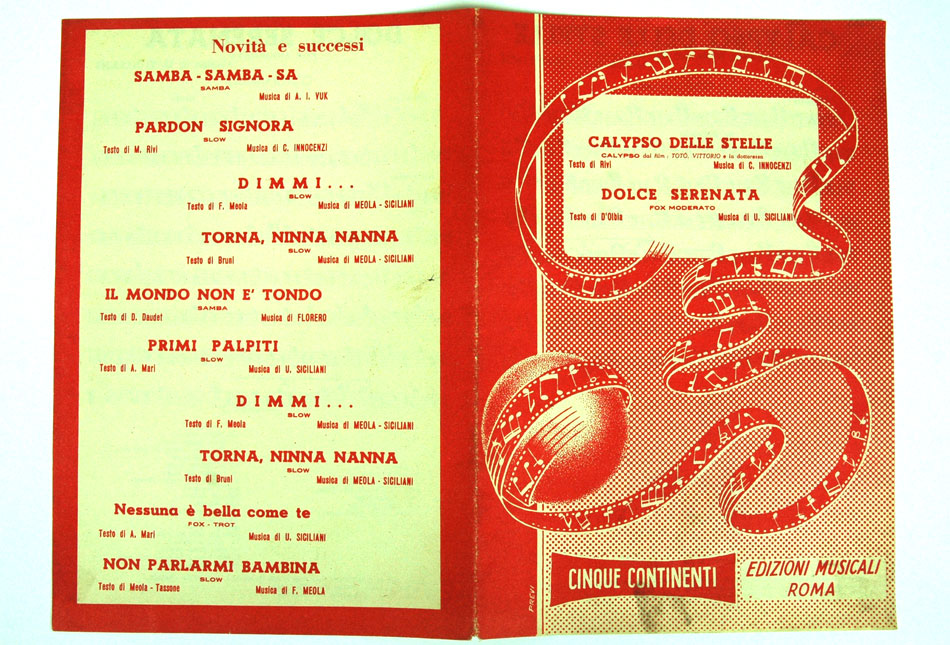 Novità e successi
SAMBA - SAMBA - SA
SAMBA
Musica di A. I. VUK
PARDON SIGNORA
SLOW
Testo di M. Rivi Musica di C. INNOCENZI
DIMMI...
SLOW
Testo di F. Meola Musica di MEOLA - SICILIANI
TORNA, NINNA NANNA
SLOW
Testo di Bruni Musica di MEOLA - SICILIANI
IL MONDO NON E' TONDO
SAMBA
Testo di D. Daudet Musica di FLORERO
PRIMI PALPITI
SLOW
Testo di A. Mari Musica di U. SICILIANI
DIMMI...
SLOW
Testo di F. Meola Musica di MEOLA - SICILIANI
TORNA, NINNA NANNA
SLOW
Testo di Bruni Musica di MEOLA - SICILIANI
Nessuna è bella come te
FOX - TROT
Testo di A. Mari Musica di U. SICILIANI
NON PARLARMI BAMBINA
SLOW
Testo di Meola - Tassone Musica di F. MEOLA
CALYPSO DELLE STELLE
CALYPSO dal film: TOTÒ, VITTORIO e la dottoressa
Testo di Rivi Musica di C. INNOCENZI
DOLCE SERENATA
FOX MODERATO
Testo di D'Olbia Musica di U. SICILIANI
PREVI
CINQUE CONTINENTI
EDIZIONI MUSICALI
ROMA